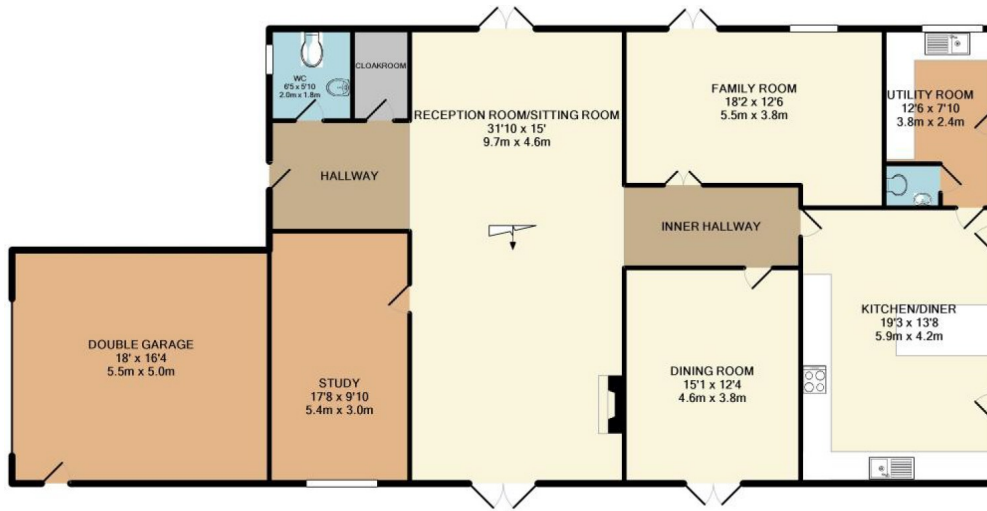 WC
6'5 x 5'10
2.0m x 1.8m
CLOAKROOM
RECEPTION ROOM/SITTING ROOM
31'10 x 15'
9.7m x 4.6m
FAMILY ROOM
18'2 x 12'6
5.5m x 3.8m
UTILITY ROOM
12'6 x 7'10
3.8m x 2.4m
HALLWAY
INNER HALLWAY
DOUBLE GARAGE
18' x 16'4
5.5m x 5.0m
STUDY
17'8 x 9'10
5.4m x 3.0m
DINING ROOM
15'1 x 12'4
4.6m x 3.8m
KITCHEN/DINER
19'3 x 13'8
5.9m x 4.2m